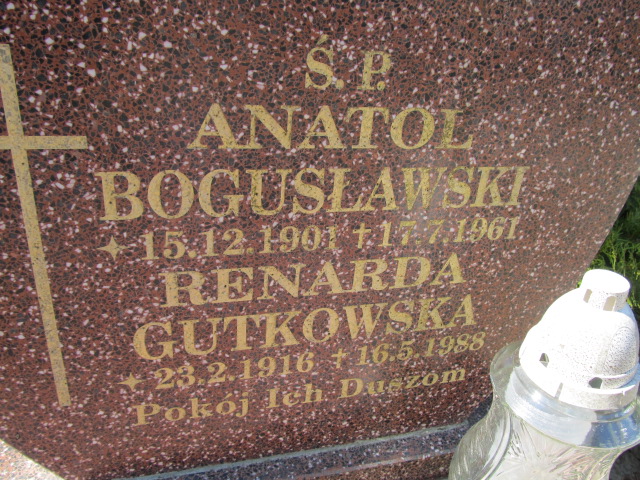 Ś. P.
ANATOL
BOGUSŁAWSKI
✦ 15.12.1901 † 17.7.1961
RENARDA
GUTKOWSKA
✦ 23.2.1916 † 16.5.1988
Pokój Ich Duszom